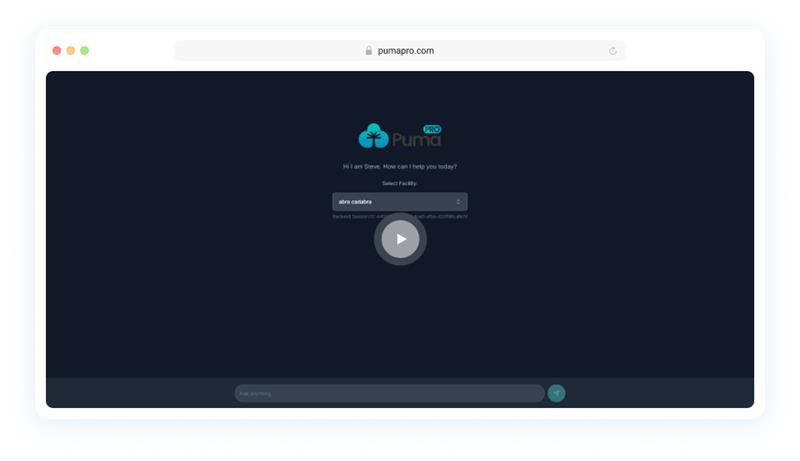 pumapro.com
Puma PRO
Hi I am Steve. How can I help you today?
Select Facility:
abra cadabra
Backend Session ID:
Ask anything